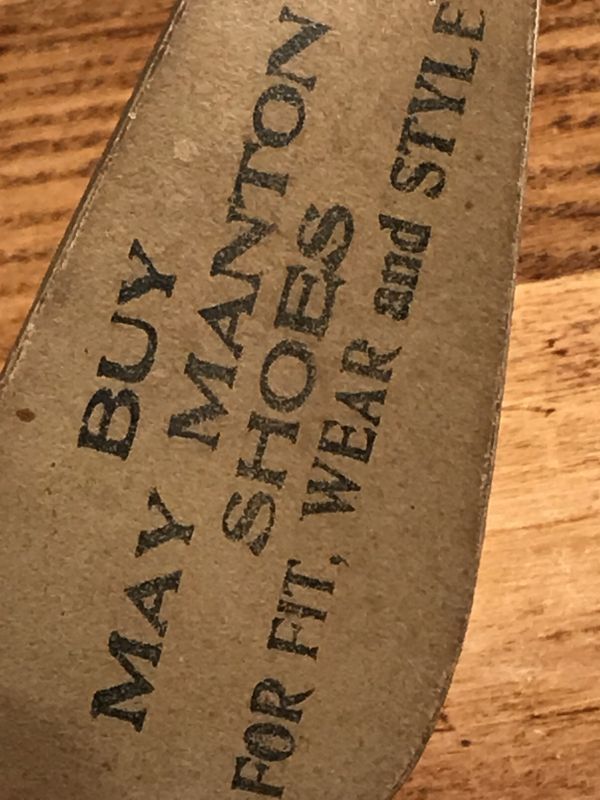 BUY
MAY MANTON
SHOES
FOR FIT, WEAR and STYLE